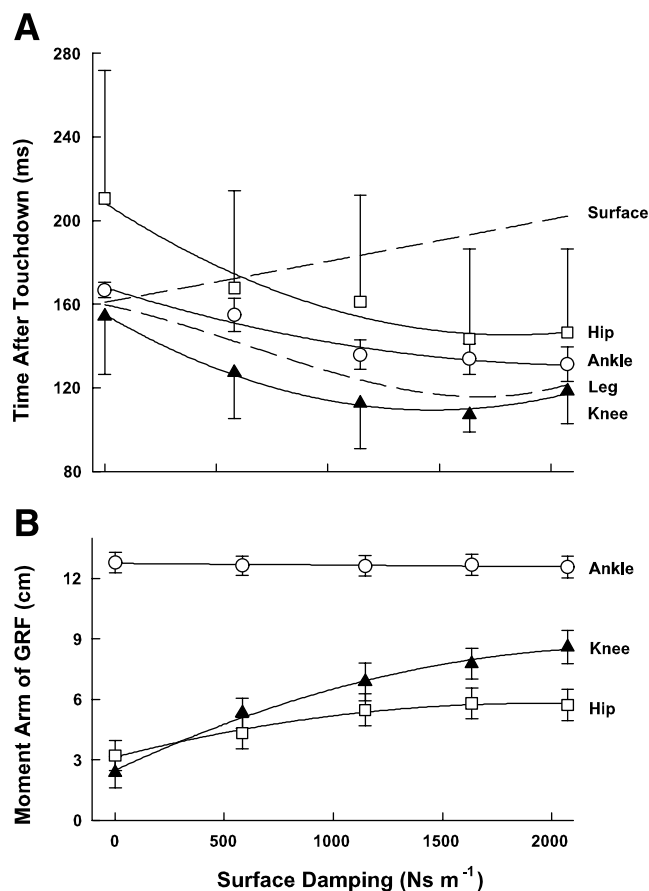 A
280
240
200
160
120
80
Time After Touchdown (ms)
Surface
Hip
Ankle
Leg
Knee
B
12
9
6
3
0
Moment Arm of GRF (cm)
Ankle
Knee
Hip
0 500 1000 1500 2000
Surface Damping (Ns m⁻¹)